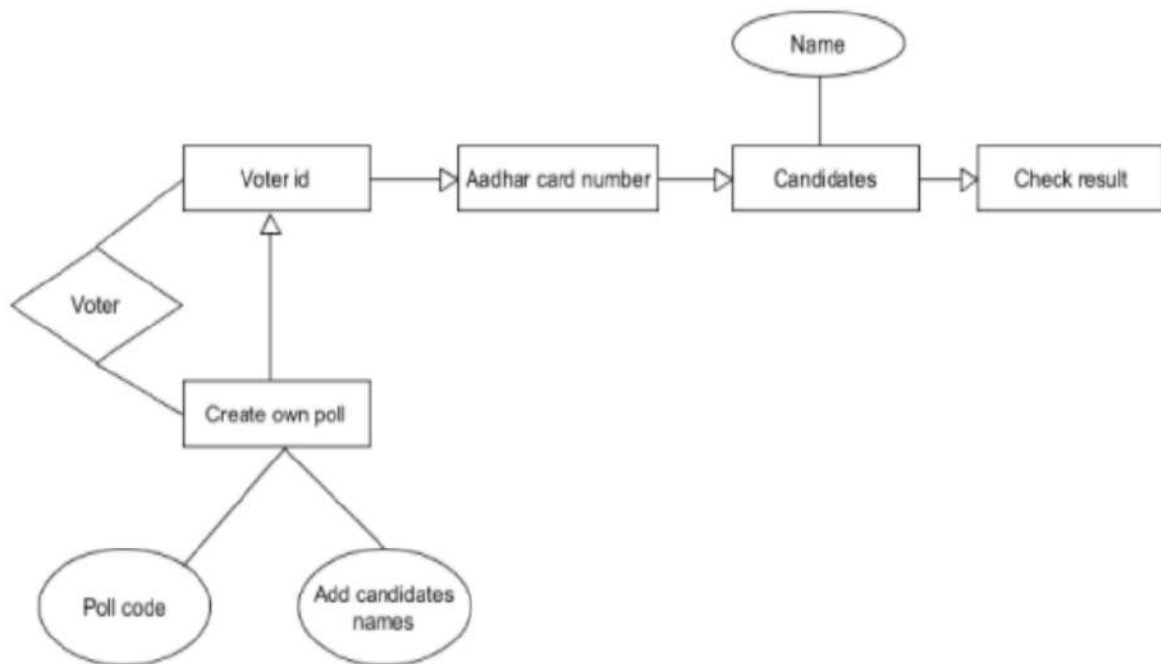 Name
Voter id
Aadhar card number
Candidates
Check result
Voter
Create own poll
Poll code
Add candidates
names